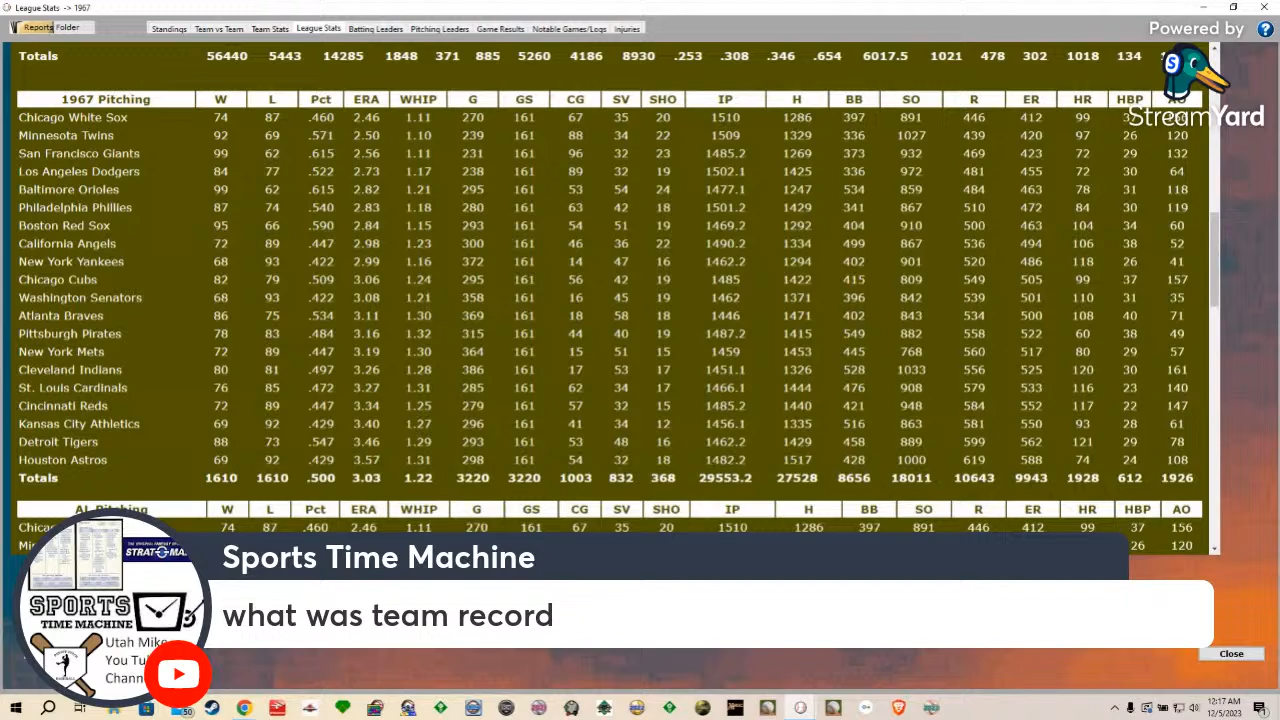 League Stats -> 1967
Powered by
Reports Folder
Standings Team vs Team Team Stats League Stats Batting Leaders Pitching Leaders Game Results Notable Games/Logs Injuries
Totals 56440 5443 14285 1848 371 885 5260 4186 8930 .253 .308 .346 .654 6017.5 1021 478 302 1018 134
StreamYard
1967 Pitching W L Pct ERA WHIP G GS CG SV SHO IP H BB SO R ER HR HBP AO
Chicago White Sox 74 87 .460 2.46 1.11 270 161 67 35 20 1510 1286 397 891 446 412 99
Minnesota Twins 92 69 .571 2.50 1.10 239 161 88 34 22 1509 1329 336 1027 439 420 97 26 120
San Francisco Giants 99 62 .615 2.56 1.11 231 161 96 32 23 1485.2 1269 373 932 469 423 72 29 132
Los Angeles Dodgers 84 77 .522 2.73 1.17 238 161 89 32 19 1502.1 1425 336 972 481 455 72 30 64
Baltimore Orioles 99 62 .615 2.82 1.21 295 161 53 54 24 1477.1 1247 534 859 484 463 78 31 118
Philadelphia Phillies 87 74 .540 2.83 1.18 280 161 63 42 18 1501.2 1429 341 867 510 472 84 30 119
Boston Red Sox 95 66 .590 2.84 1.15 293 161 54 51 19 1469.2 1292 404 910 500 463 104 34 60
California Angels 72 89 .447 2.98 1.23 300 161 46 36 22 1490.2 1334 499 867 536 494 106 38 52
New York Yankees 68 93 .422 2.99 1.16 372 161 14 47 16 1462.2 1294 402 901 520 486 118 26 41
Chicago Cubs 82 79 .509 3.06 1.24 295 161 56 42 19 1485 1422 415 809 549 505 99 37 157
Washington Senators 68 93 .422 3.08 1.21 358 161 16 45 19 1462 1371 396 842 539 501 110 31 35
Atlanta Braves 86 75 .534 3.11 1.30 369 161 18 58 18 1446 1471 402 843 534 500 108 40 71
Pittsburgh Pirates 78 83 .484 3.16 1.32 315 161 44 40 19 1487.2 1415 549 882 558 522 60 38 49
New York Mets 72 89 .447 3.19 1.30 364 161 15 51 15 1459 1453 445 768 560 517 80 29 57
Cleveland Indians 80 81 .497 3.26 1.28 386 161 17 53 17 1451.1 1326 528 1033 556 525 120 30 161
St. Louis Cardinals 76 85 .472 3.27 1.31 285 161 62 34 17 1466.1 1444 476 908 579 533 116 23 140
Cincinnati Reds 72 89 .447 3.34 1.25 279 161 57 32 15 1485.2 1440 421 948 584 552 117 22 147
Kansas City Athletics 69 92 .429 3.40 1.27 296 161 41 34 12 1456.1 1335 516 863 581 550 93 28 61
Detroit Tigers 88 73 .547 3.46 1.29 293 161 53 48 16 1462.2 1429 458 889 599 562 121 29 78
Houston Astros 69 92 .429 3.57 1.31 298 161 54 32 18 1482.2 1517 428 1000 619 588 74 24 108
Totals 1610 1610 .500 3.03 1.22 3220 3220 1003 832 368 29553.2 27528 8656 18011 10643 9943 1928 612 1926
AL Pitching W L Pct ERA WHIP G GS CG SV SHO IP H BB SO R ER HR HBP AO
Chicag 74 87 .460 2.46 1.11 270 161 67 35 20 1510 1286 397 891 446 412 99 37 156
Min 26 120
STRAT-O-MA
Sports Time Machine
SPORTS
TIME MACHINE
what was team record
Utah Mike
You Tu
Chann
Close
50
12:17 AM
12/5/2023